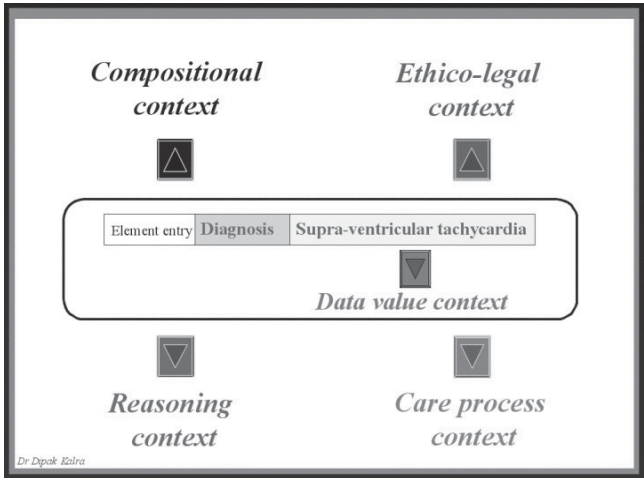 Compositional
context
Ethico-legal
context
Element entry Diagnosis Supra-ventricular tachycardia
Data value context
Reasoning
context
Care process
context
Dr Dipak Kalra